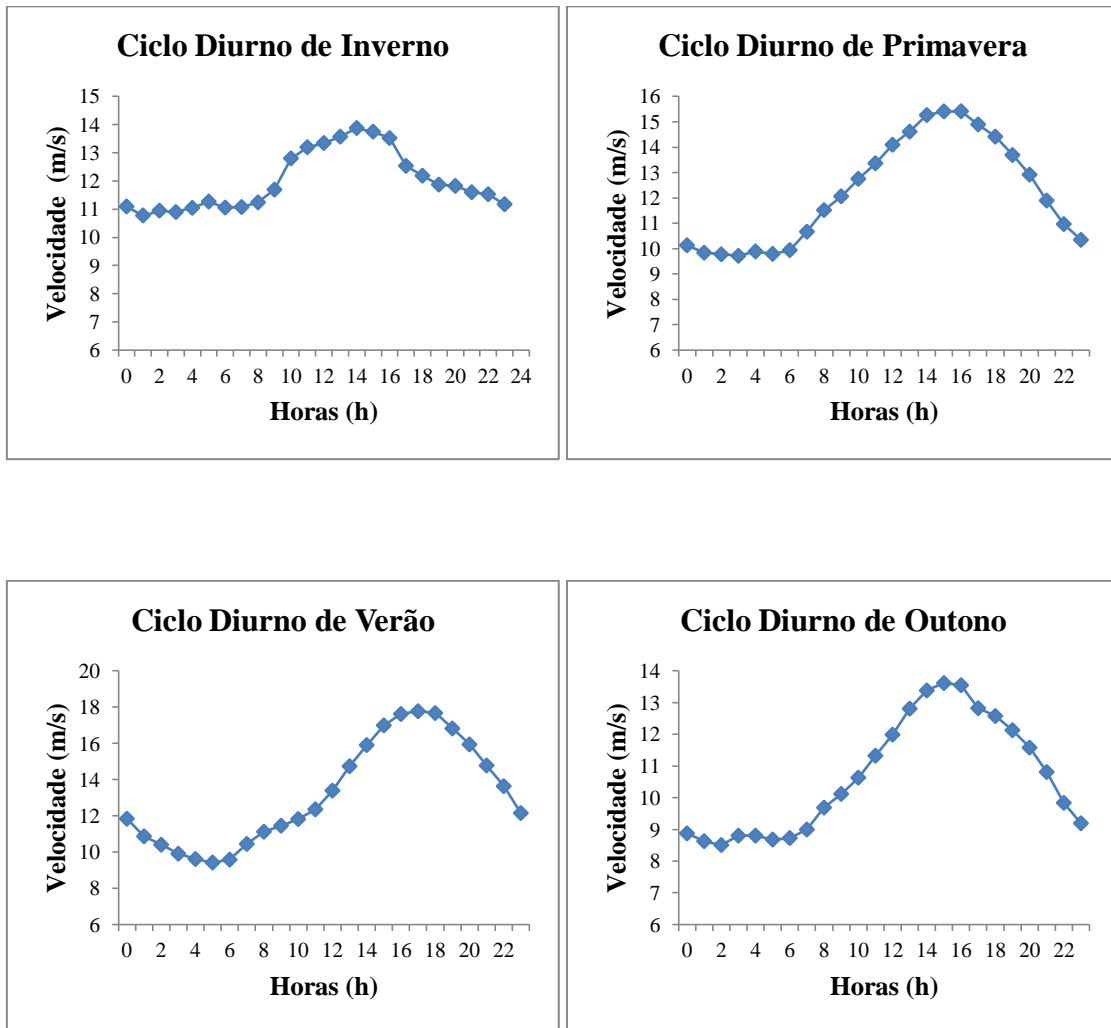 Ciclo Diurno de Inverno
15
14
13
12
11
10
9
8
7
6
Velocidade (m/s)
0 2 4 6 8 10 12 14 16 18 20 22 24
Horas (h)
Ciclo Diurno de Primavera
16
15
14
13
12
11
10
9
8
7
6
Velocidade (m/s)
0 2 4 6 8 10 12 14 16 18 20 22
Horas (h)
Ciclo Diurno de Verão
20
18
16
14
12
10
8
6
Velocidade (m/s)
0 2 4 6 8 10 12 14 16 18 20 22
Horas (h)
Ciclo Diurno de Outono
14
13
12
11
10
9
8
7
6
Velocidade (m/s)
0 2 4 6 8 10 12 14 16 18 20 22
Horas (h)